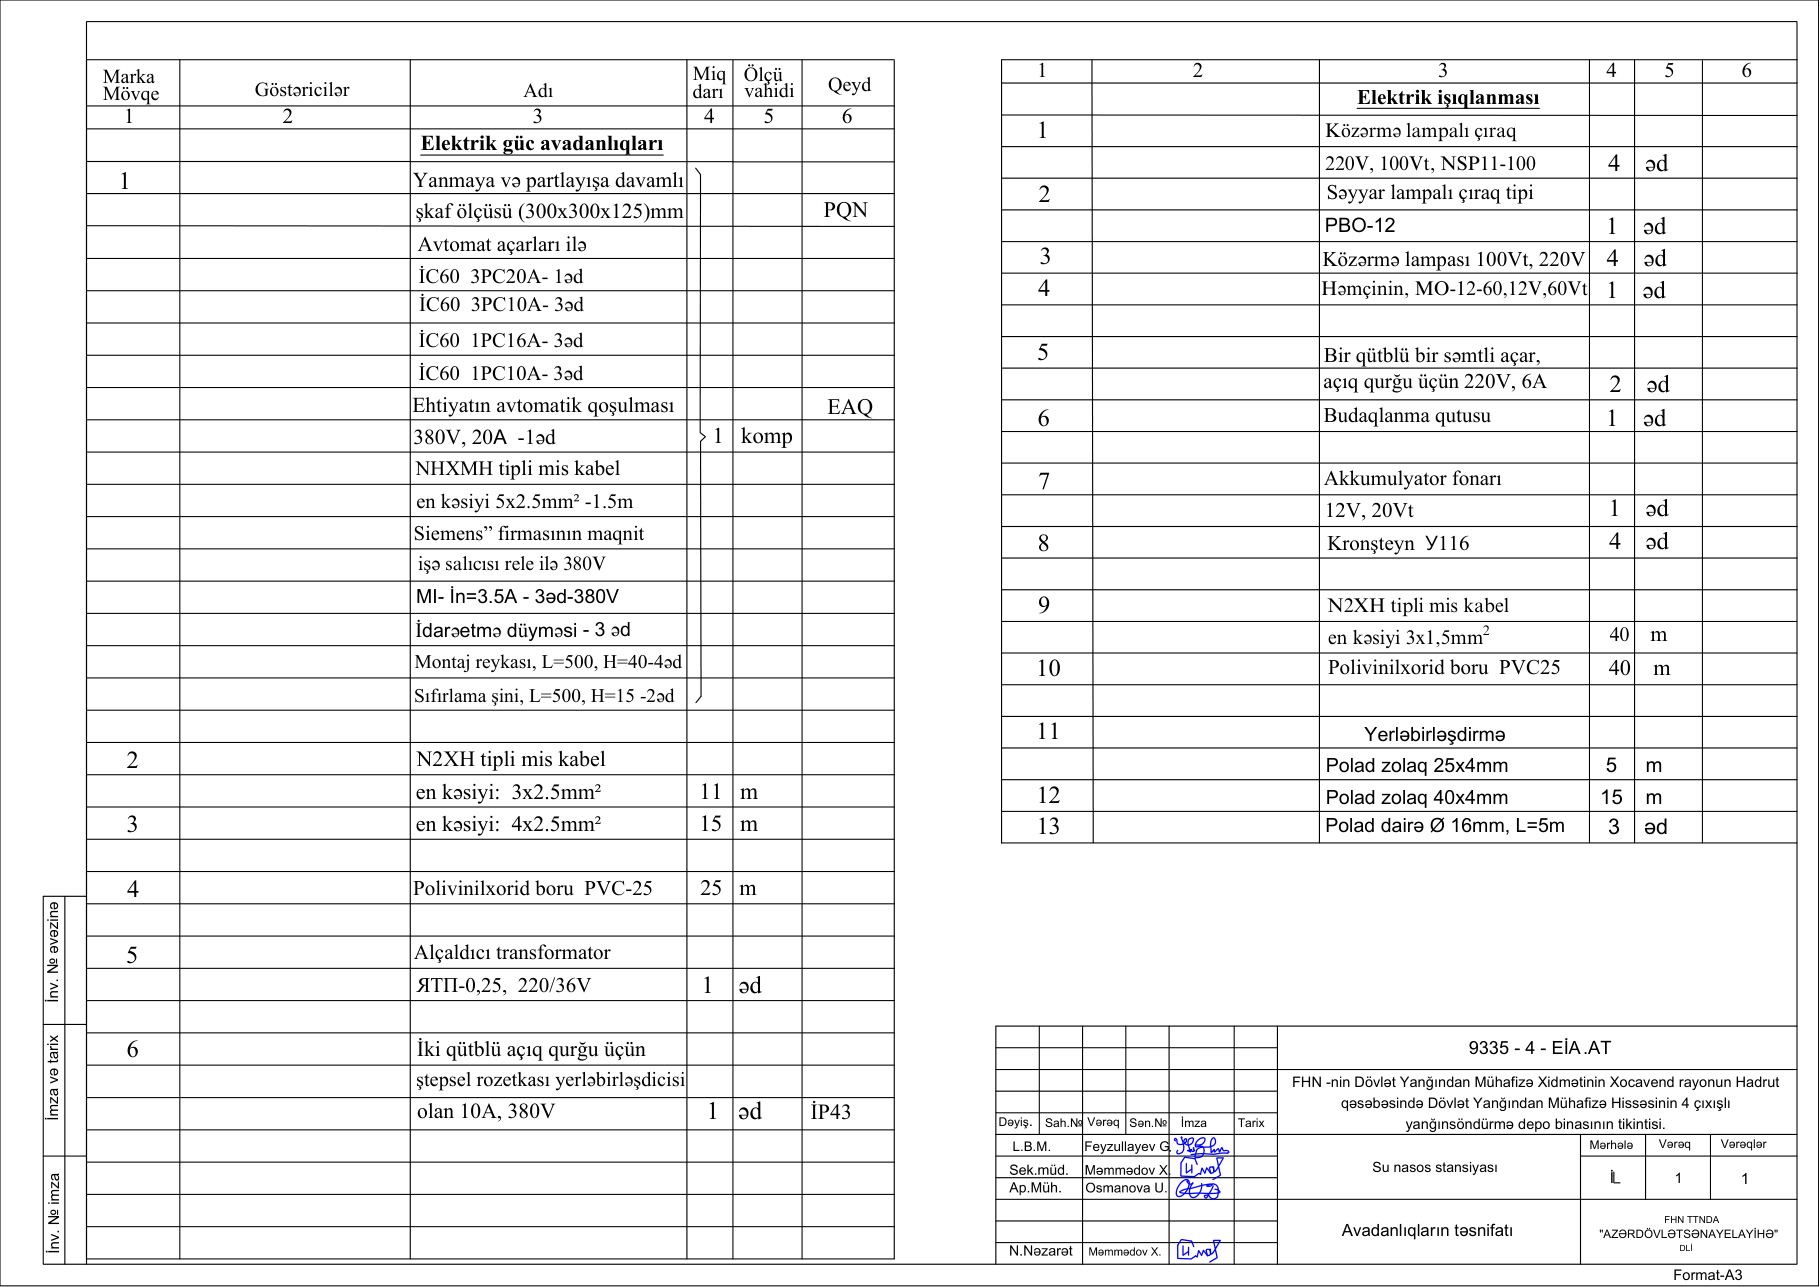 Marka Mövqe Göstəricilər Adı Miqdarı Ölçü vahidi Qeyd
1 2 3 4 5 6
Elektrik güc avadanlıqları
1 Yanmaya və partlayışa davamlı
şkaf ölçüsü (300x300x125)mm PQN
Avtomat açarları ilə
İC60 3PC20A- 1əd
İC60 3PC10A- 3əd
İC60 1PC16A- 3əd
İC60 1PC10A- 3əd
Ehtiyatın avtomatik qoşulması EAQ
380V, 20A -1əd 1 komp
NHXMH tipli mis kabel
en kəsiyi 5x2.5mm² -1.5m
Siemens” firmasının maqnit
işə salıcısı rele ilə 380V
MI- İn=3.5A - 3əd-380V
İdarəetmə düyməsi - 3 əd
Montaj reykası, L=500, H=40-4əd
Sıfırlama şini, L=500, H=15 -2əd
2 N2XH tipli mis kabel
en kəsiyi: 3x2.5mm² 11 m
3 en kəsiyi: 4x2.5mm² 15 m
4 Polivinilxorid boru PVC-25 25 m
5 Alçaldıcı transformator
ЯТП-0,25, 220/36V 1 əd
6 İki qütblü açıq qurğu üçün
ştepsel rozetkası yerləbirləşdicisi
olan 10A, 380V 1 əd İP43
1 2 3 4 5 6
Elektrik işıqlanması
1 Közərmə lampalı çıraq
220V, 100Vt, NSP11-100 4 əd
2 Səyyar lampalı çıraq tipi
PBO-12 1 əd
3 Közərmə lampası 100Vt, 220V 4 əd
4 Həmçinin, MO-12-60,12V,60Vt 1 əd
5 Bir qütblü bir səmtli açar,
açıq qurğu üçün 220V, 6A 2 əd
6 Budaqlanma qutusu 1 əd
7 Akkumulyator fonarı
12V, 20Vt 1 əd
8 Kronşteyn У116 4 əd
9 N2XH tipli mis kabel
en kəsiyi 3x1,5mm² 40 m
10 Polivinilxorid boru PVC25 40 m
11 Yerləbirləşdirmə
Polad zolaq 25x4mm 5 m
12 Polad zolaq 40x4mm 15 m
13 Polad dairə Ø 16mm, L=5m 3 əd
İnv. № əvəzinə
İmza və tarix
İnv. № imza
9335 - 4 - EİA.AT
FHN -nin Dövlət Yanğından Mühafizə Xidmətinin Xocavend rayonun Hadrut
qəsəbəsində Dövlət Yanğından Mühafizə Hissəsinin 4 çıxışlı
yanğınsöndürmə depo binasının tikintisi.
Dəyiş. Sah.№ Vərəq Sən.№ İmza Tarix
L.B.M. Feyzullayev G.
Sek.müd. Məmmədov X.
Ap.Müh. Osmanova U.
N.Nəzarət Məmmədov X.
Su nasos stansiyası
Mərhələ Vərəq Vərəqlər
İL 1 1
Avadanlıqların təsnifatı
FHN TTNDA
"AZƏRDÖVLƏTSƏNAYELAYİHƏ"
DLİ
Format-A3